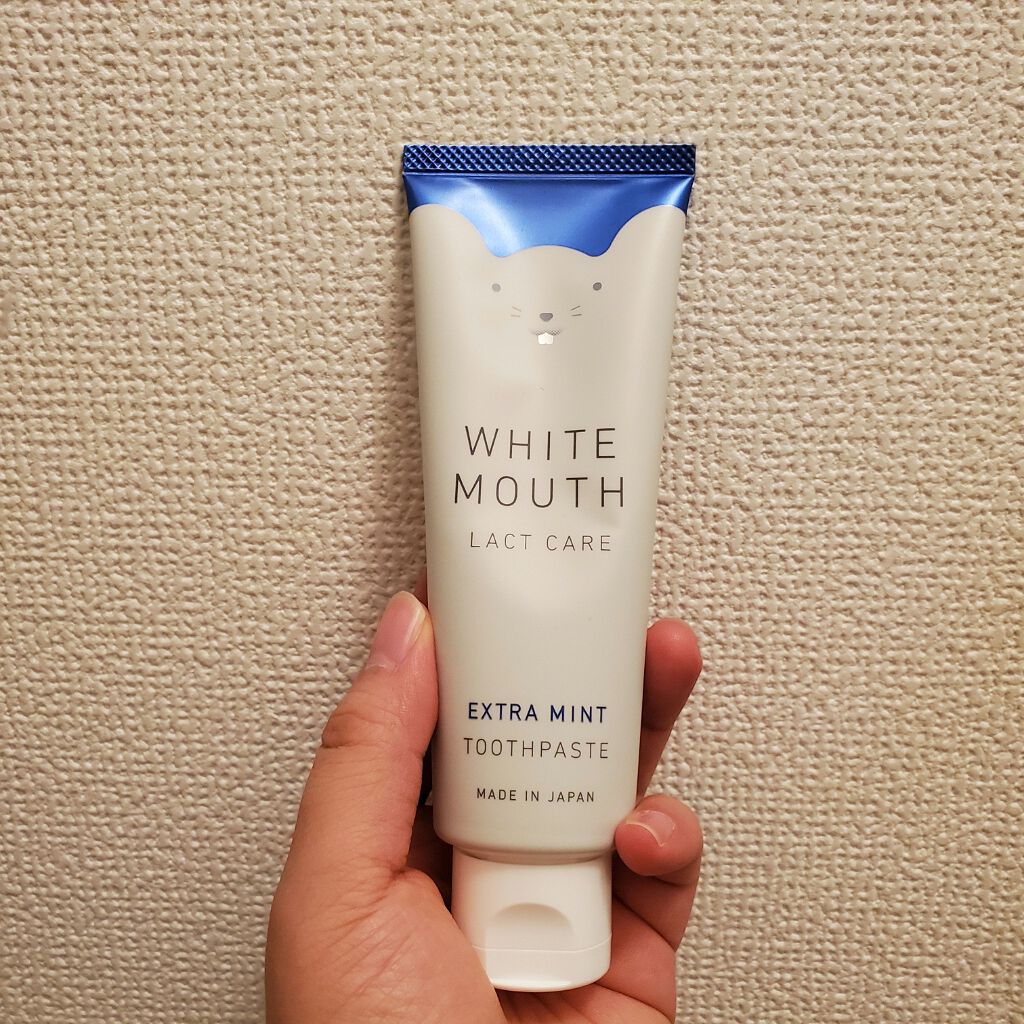 WHITE
MOUTH
LACT CARE
EXTRA MINT
TOOTHPASTE
MADE IN JAPAN